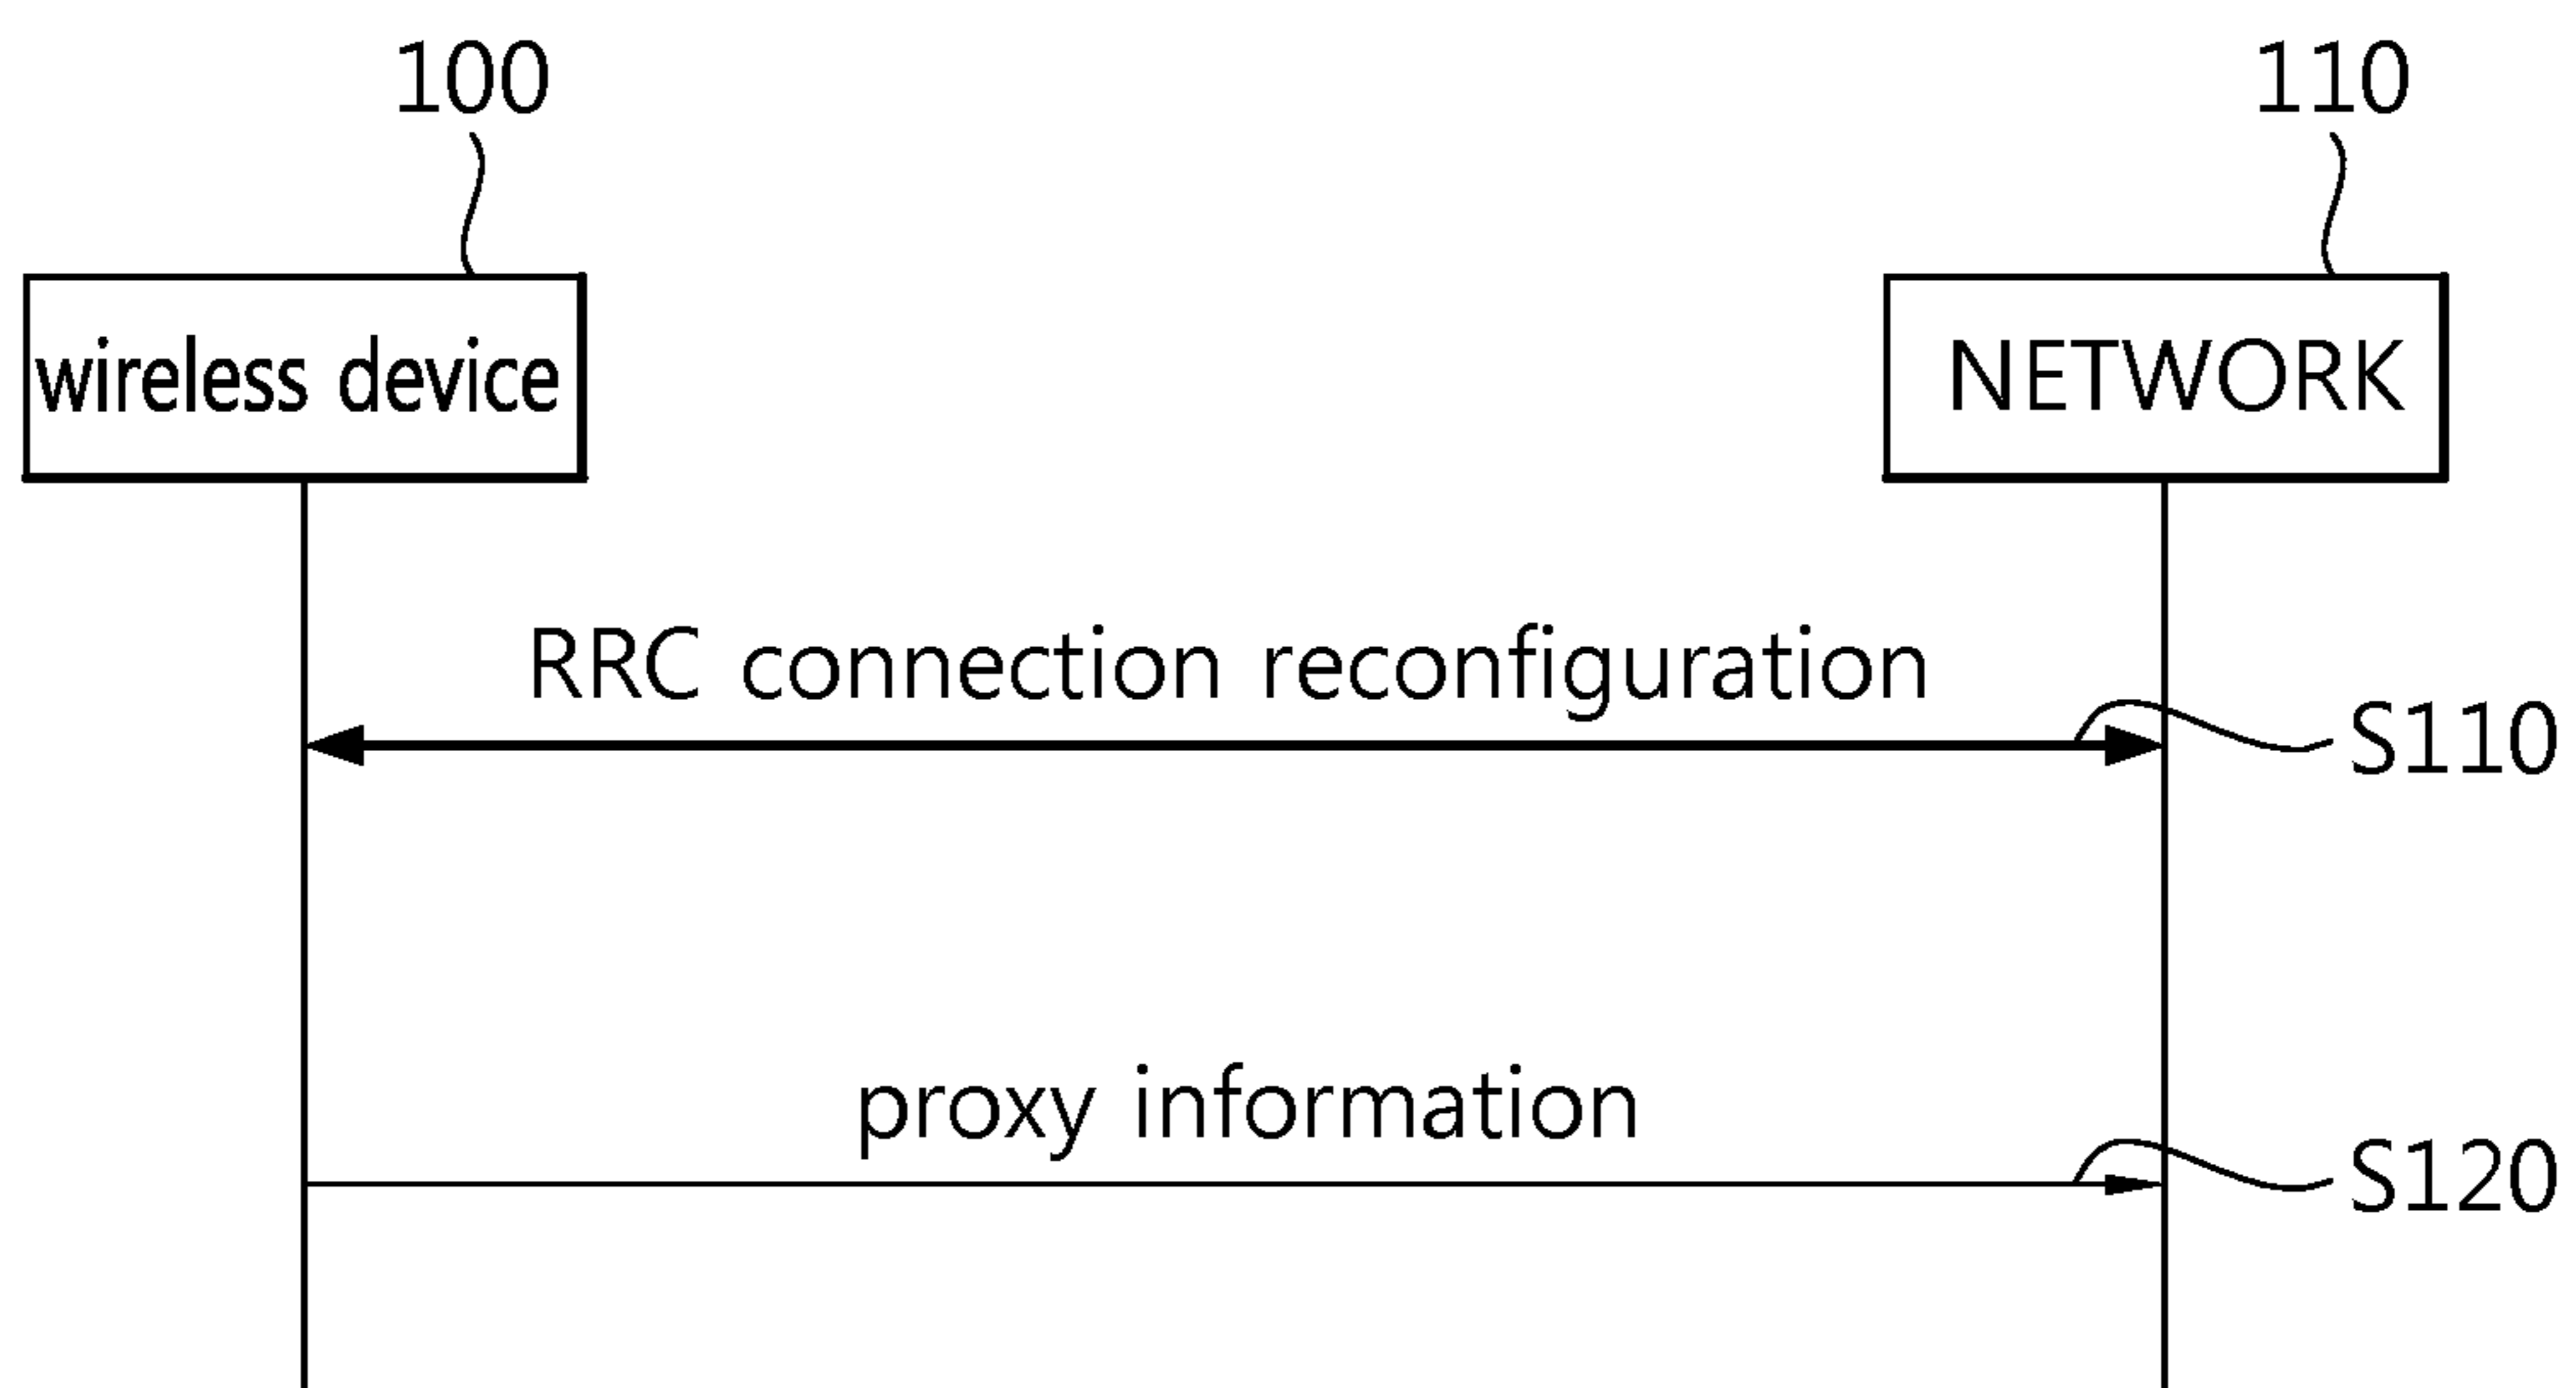 100
110
wireless device
NETWORK
RRC connection reconfiguration
S110
proxy information
S120